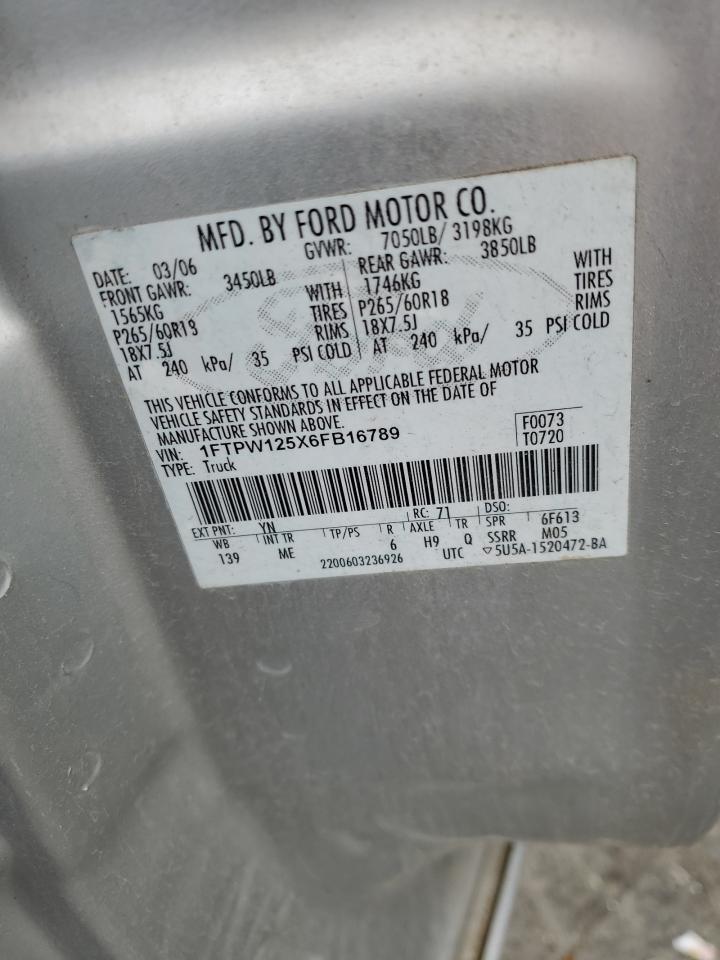 MFD. BY FORD MOTOR CO.
DATE: 03/06 GVWR: 7050LB/ 3198KG
FRONT GAWR: 3450LB REAR GAWR: 3850LB
1565KG WITH 1746KG WITH
P265/60R18 TIRES P265/60R18 TIRES
18X7.5J RIMS 18X7.5J RIMS
AT 240 kPa/ 35 PSI COLD AT 240 kPa/ 35 PSI COLD
THIS VEHICLE CONFORMS TO ALL APPLICABLE FEDERAL MOTOR
VEHICLE SAFETY STANDARDS IN EFFECT ON THE DATE OF
MANUFACTURE SHOWN ABOVE.
VIN: 1FTPW125X6FB16789 F0073
TYPE: Truck T0720
EXT PNT: YN RC: 71 DSO:
WB INT TR TP/PS R AXLE TR SPR 6F613
139 ME 6 H9 Q SSRR M05
2200603236926 UTC ▽5U5A-1520472-BA